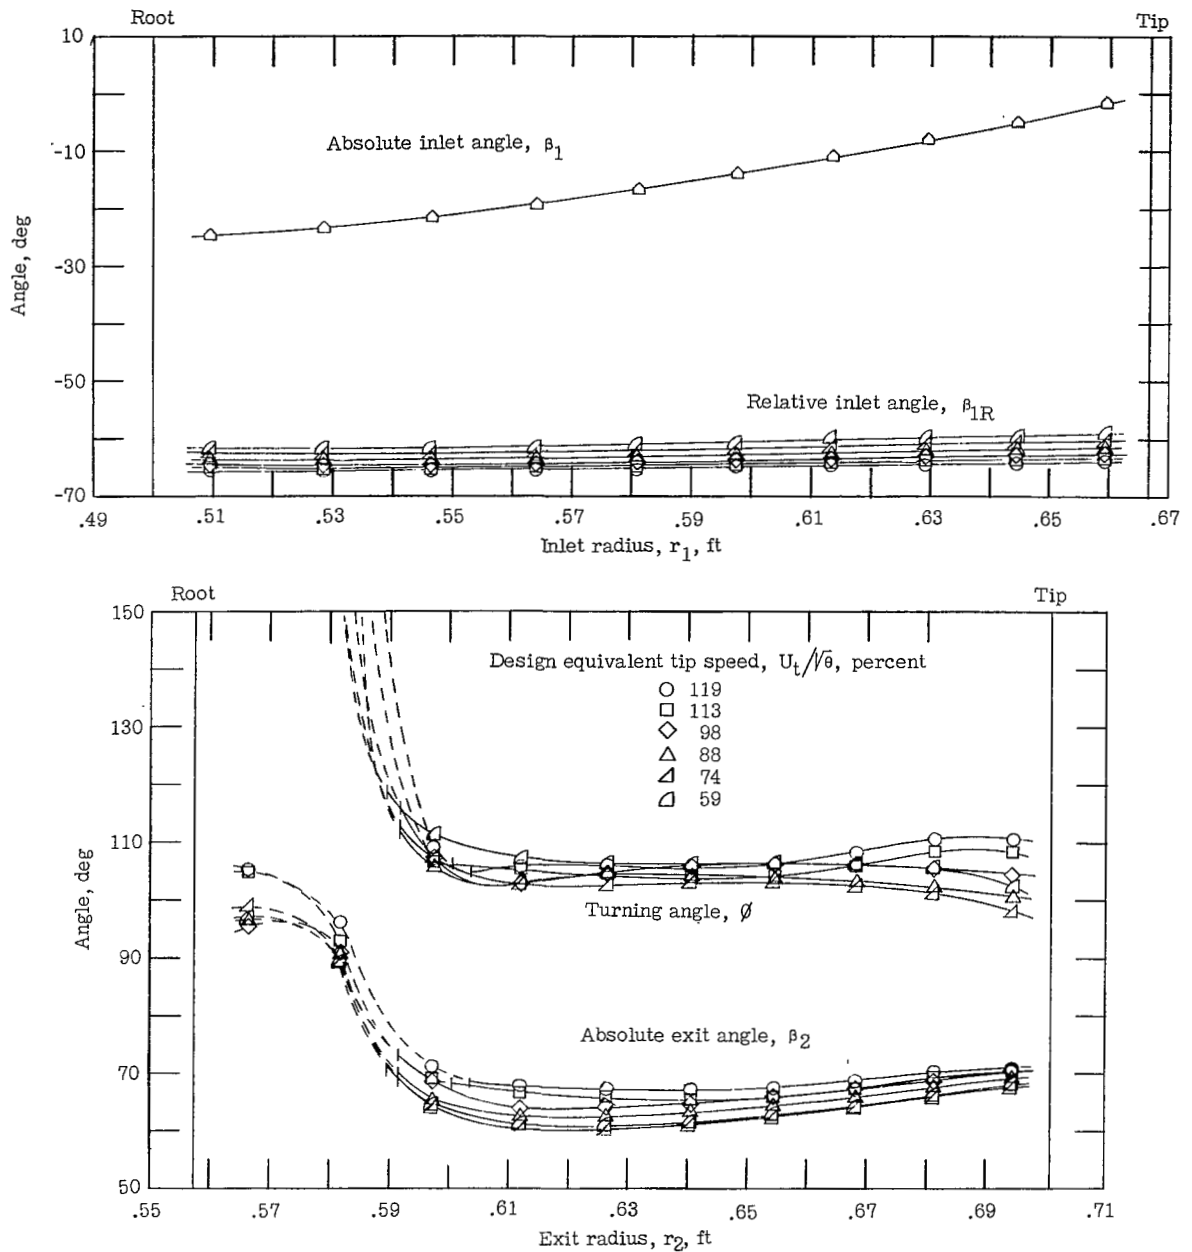 Root Tip
10
-10
-30
-50
-70
Angle, deg
Absolute inlet angle, β1
Relative inlet angle, β1R
.49 .51 .53 .55 .57 .59 .61 .63 .65 .67
Inlet radius, r1, ft
Root Tip
150
130
110
90
70
50
Angle, deg
Design equivalent tip speed, Ut/√θ, percent
119
113
98
88
74
59
Turning angle, Ø
Absolute exit angle, β2
.55 .57 .59 .61 .63 .65 .67 .69 .71
Exit radius, r2, ft